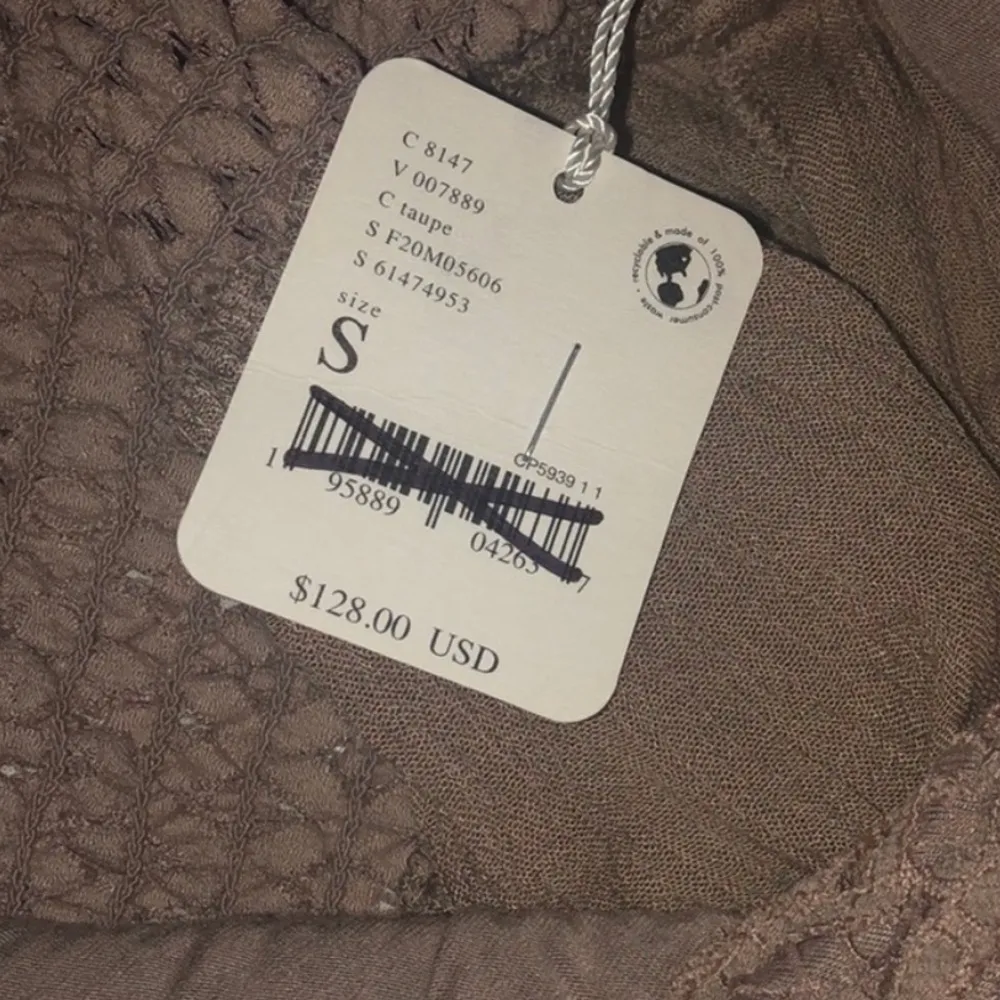 C 8147
V 007889
C taupe
S F20M05606
S 61474953
recyclable & made of 100% post-consumer waste
size
S
CP5939 1 1
1 95889 04263 7
$128.00 USD